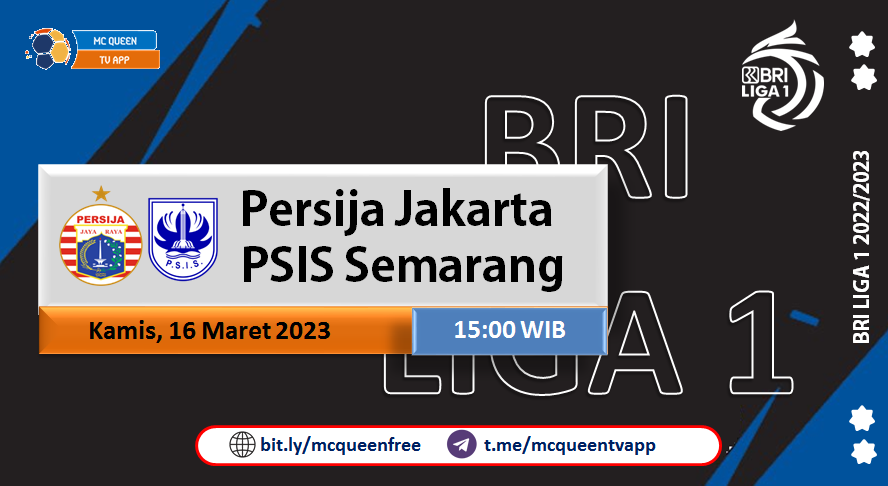 MC QUEEN
TV APP
BRI
LIGA 1
BRI
LIGA 1
BRI LIGA 1 2022/2023
PERSIJA
JAYA RAYA
P.S.I.S.
Persija Jakarta
PSIS Semarang
Kamis, 16 Maret 2023
15:00 WIB
bit.ly/mcqueenfree
t.me/mcqueentvapp